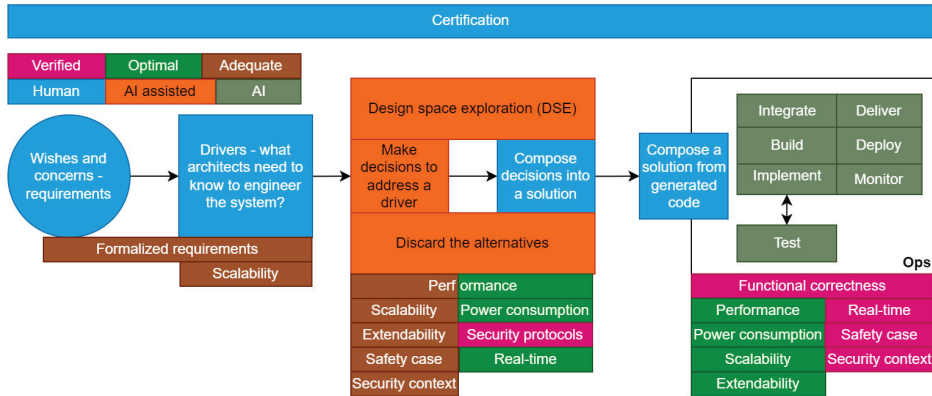 Certification
Verified
Optimal
Adequate
Human
AI assisted
AI
Wishes and
concerns -
requirements
Drivers - what
architects need to
know to engineer
the system?
Formalized requirements
Scalability
Design space exploration (DSE)
Make
decisions to
address a
driver
Compose
decisions into
a solution
Discard the alternatives
Performance
Scalability
Power consumption
Extendability
Security protocols
Safety case
Real-time
Security context
Compose a
solution from
generated
code
Integrate
Deliver
Build
Deploy
Implement
Monitor
Test
Ops
Functional correctness
Performance
Real-time
Power consumption
Safety case
Scalability
Security context
Extendability